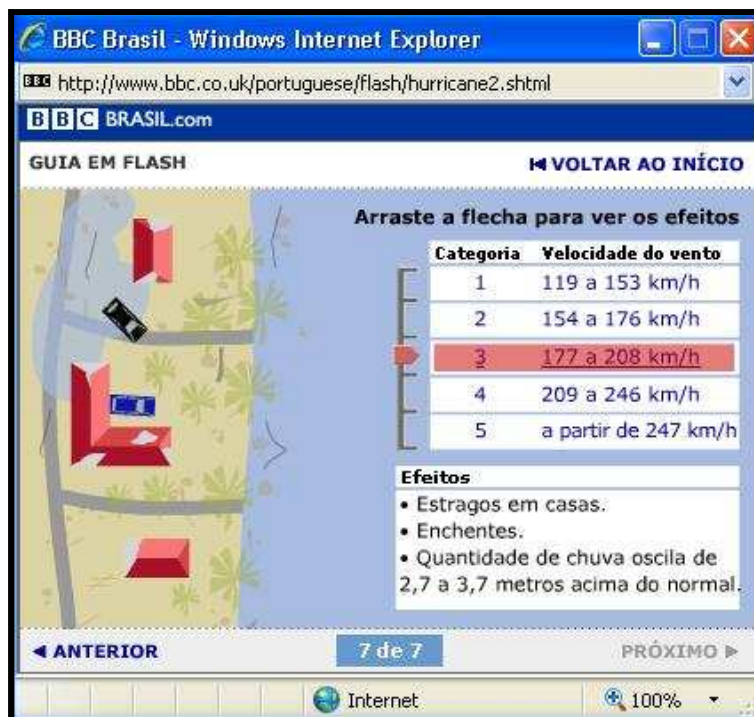 BBC Brasil - Windows Internet Explorer
BBC http://www.bbc.co.uk/portuguese/flash/hurricane2.shtml
BBC BRASIL.com
GUIA EM FLASH
VOLTAR AO INÍCIO
Arraste a flecha para ver os efeitos
Categoria Velocidade do vento
1 119 a 153 km/h
2 154 a 176 km/h
3 177 a 208 km/h
4 209 a 246 km/h
5 a partir de 247 km/h
Efeitos
• Estragos em casas.
• Enchentes.
• Quantidade de chuva oscila de
2,7 a 3,7 metros acima do normal.
ANTERIOR
7 de 7
PRÓXIMO
Internet
100%